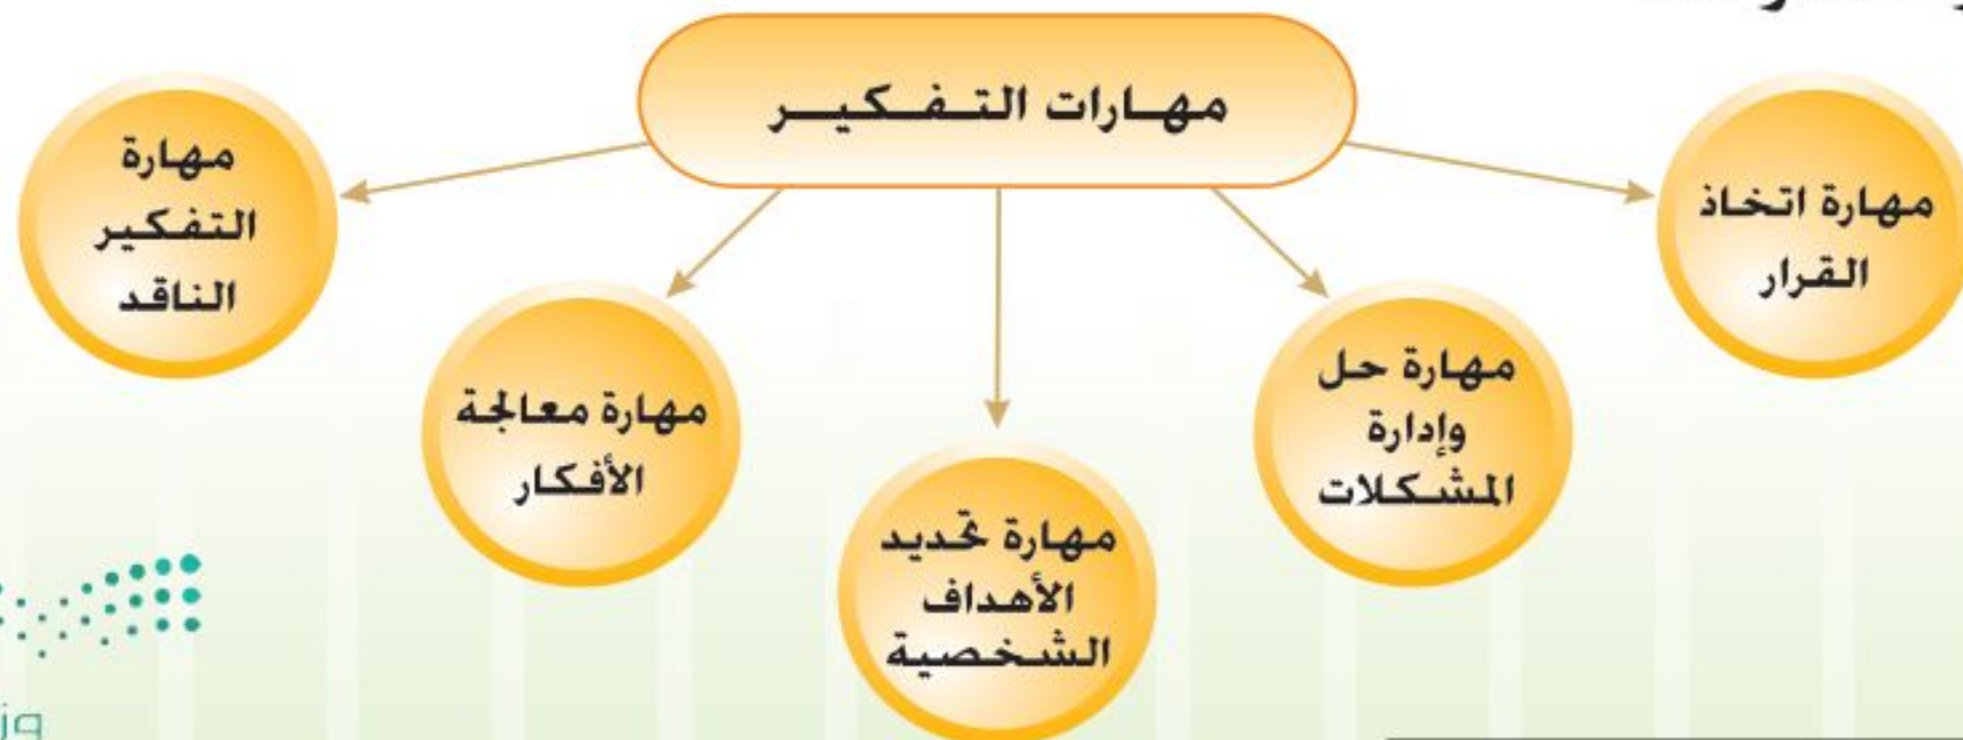 مهارات التفكير
مهارة اتخاذ
القرار
مهارة حل
وإدارة
المشكلات
مهارة تحديد
الأهداف
الشخصية
مهارة معالجة
الأفكار
مهارة
التفكير
الناقد